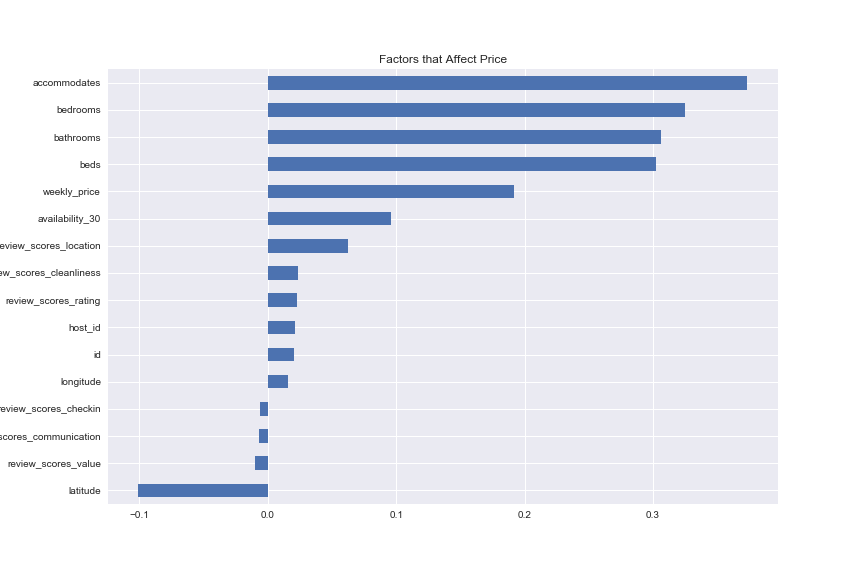 Factors that Affect Price
accommodates
bedrooms
bathrooms
beds
weekly_price
availability_30
eview_scores_location
ew_scores_cleanliness
review_scores_rating
host_id
id
longitude
eview_scores_checkin
scores_communication
review_scores_value
latitude
−0.1 0.0 0.1 0.2 0.3